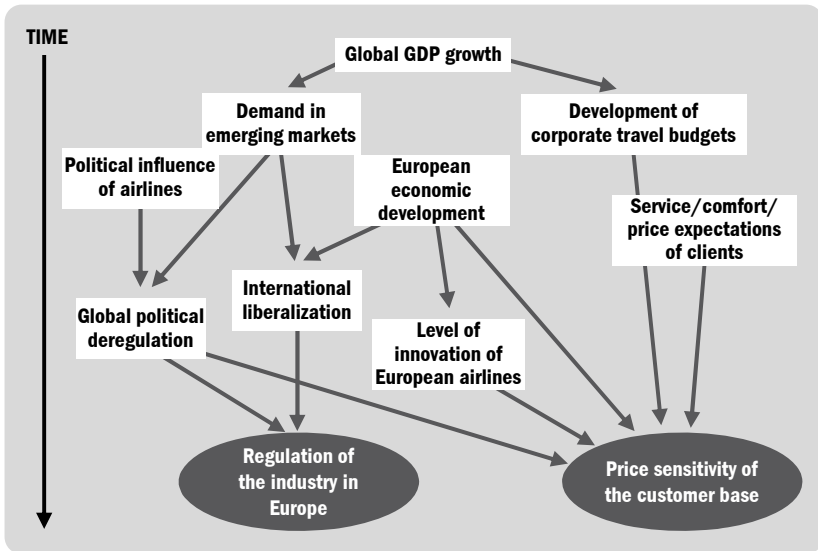 TIME
Global GDP growth
Demand in
emerging markets
Development of
corporate travel budgets
Political influence
of airlines
European
economic
development
Service/comfort/
price expectations
of clients
International
liberalization
Global political
deregulation
Level of
innovation of
European airlines
Regulation of
the industry in
Europe
Price sensitivity of
the customer base